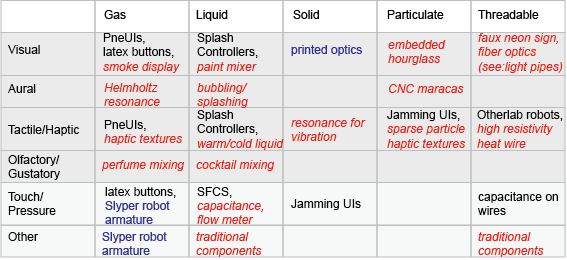 Gas Liquid Solid Particulate Threadable
Visual
PneUIs,
latex buttons,
smoke display
Splash
Controllers,
paint mixer
printed optics
embedded
hourglass
faux neon sign,
fiber optics
(see:light pipes)
Aural
Helmholtz
resonance
bubbling/
splashing
CNC maracas
Tactile/Haptic
PneUIs,
haptic textures
Splash
Controllers,
warm/cold liquid
resonance for
vibration
Jamming UIs,
sparse particle
haptic textures
Otherlab robots,
high resistivity
heat wire
Olfactory/
Gustatory
perfume mixing
cocktail mixing
Touch/
Pressure
latex buttons,
Slyper robot
armature
SFCS,
capacitance,
flow meter
Jamming UIs
capacitance on
wires
Other
Slyper robot
armature
traditional
components
traditional
components